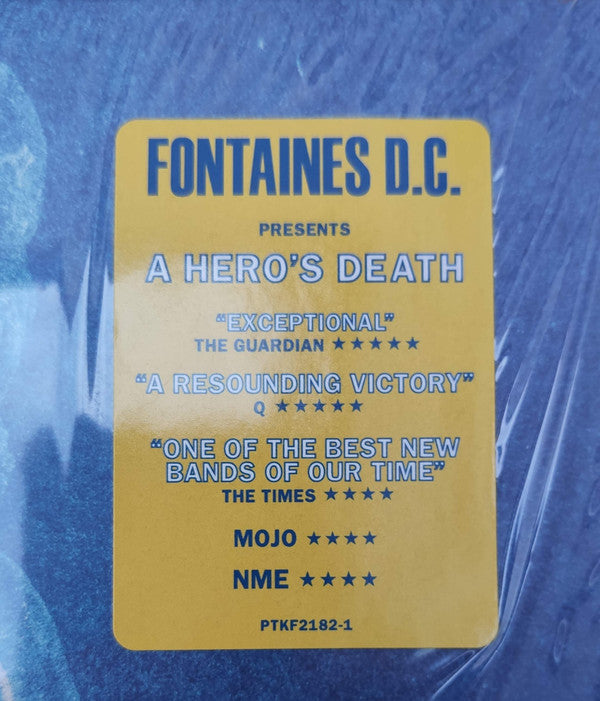 FONTAINES D.C.
PRESENTS
A HERO'S DEATH
"EXCEPTIONAL"
THE GUARDIAN ★★★★★
"A RESOUNDING VICTORY"
Q ★★★★★
"ONE OF THE BEST NEW
BANDS OF OUR TIME"
THE TIMES ★★★★
MOJO ★★★★
NME ★★★★
PTKF2182-1